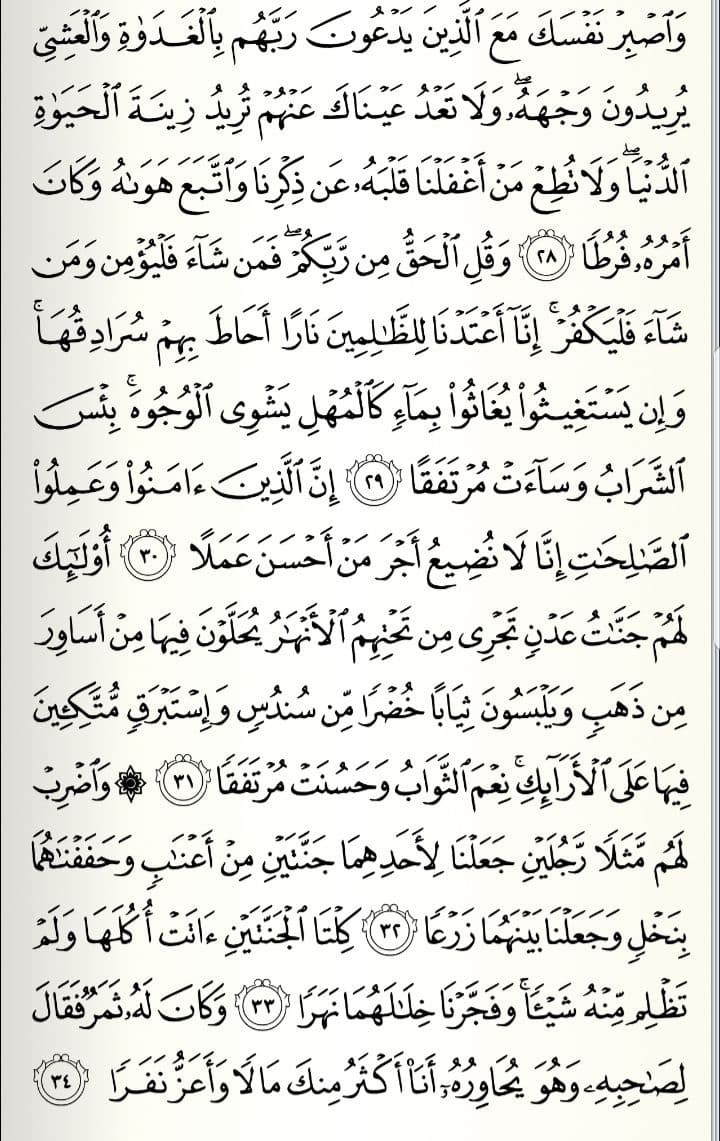 وَٱصْبِرْ نَفْسَكَ مَعَ ٱلَّذِينَ يَدْعُونَ رَبَّهُم بِٱلْغَدَوٰةِ وَٱلْعَشِىِّ
يُرِيدُونَ وَجْهَهُۥۖ وَلَا تَعْدُ عَيْنَاكَ عَنْهُمْ تُرِيدُ زِينَةَ ٱلْحَيَوٰةِ
ٱلدُّنْيَاۖ وَلَا تُطِعْ مَنْ أَغْفَلْنَا قَلْبَهُۥ عَن ذِكْرِنَا وَٱتَّبَعَ هَوَىٰهُ وَكَانَ
أَمْرُهُۥ فُرُطًا ٢٨ وَقُلِ ٱلْحَقُّ مِن رَّبِّكُمْۖ فَمَن شَآءَ فَلْيُؤْمِن وَمَن
شَآءَ فَلْيَكْفُرْۚ إِنَّآ أَعْتَدْنَا لِلظَّـٰلِمِينَ نَارًا أَحَاطَ بِهِمْ سُرَادِقُهَاۚ
وَإِن يَسْتَغِيثُوا۟ يُغَاثُوا۟ بِمَآءٍ كَٱلْمُهْلِ يَشْوِى ٱلْوُجُوهَۚ بِئْسَ
ٱلشَّرَابُ وَسَآءَتْ مُرْتَفَقًا ٢٩ إِنَّ ٱلَّذِينَ ءَامَنُوا۟ وَعَمِلُوا۟
ٱلصَّـٰلِحَـٰتِ إِنَّا لَا نُضِيعُ أَجْرَ مَنْ أَحْسَنَ عَمَلًا ٣٠ أُو۟لَـٰٓئِكَ
لَهُمْ جَنَّـٰتُ عَدْنٍ تَجْرِى مِن تَحْتِهِمُ ٱلْأَنْهَـٰرُ يُحَلَّوْنَ فِيهَا مِنْ أَسَاوِرَ
مِن ذَهَبٍ وَيَلْبَسُونَ ثِيَابًا خُضْرًا مِّن سُندُسٍ وَإِسْتَبْرَقٍ مُّتَّكِـِٔينَ
فِيهَا عَلَى ٱلْأَرَآئِكِۚ نِعْمَ ٱلثَّوَابُ وَحَسُنَتْ مُرْتَفَقًا ٣١ ۞ وَٱضْرِبْ
لَهُم مَّثَلًا رَّجُلَيْنِ جَعَلْنَا لِأَحَدِهِمَا جَنَّتَيْنِ مِنْ أَعْنَـٰبٍ وَحَفَفْنَـٰهُمَا
بِنَخْلٍ وَجَعَلْنَا بَيْنَهُمَا زَرْعًا ٣٢ كِلْتَا ٱلْجَنَّتَيْنِ ءَاتَتْ أُكُلَهَا وَلَمْ
تَظْلِم مِّنْهُ شَيْـًٔاۚ وَفَجَّرْنَا خِلَـٰلَهُمَا نَهَرًا ٣٣ وَكَانَ لَهُۥ ثَمَرٌ فَقَالَ
لِصَـٰحِبِهِۦ وَهُوَ يُحَاوِرُهُۥٓ أَنَا۠ أَكْثَرُ مِنكَ مَالًا وَأَعَزُّ نَفَرًا ٣٤